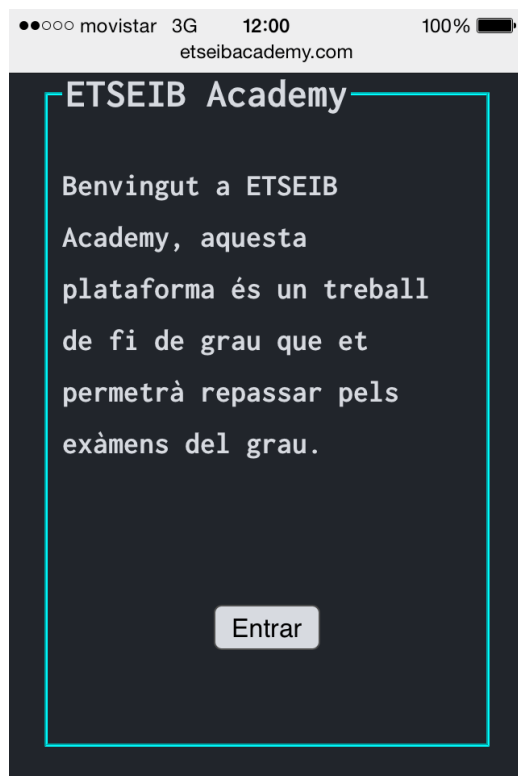 movistar 3G 12:00 100%
etseibacademy.com
ETSEIB Academy
Benvingut a ETSEIB
Academy, aquesta
plataforma és un treball
de fi de grau que et
permetrà repassar pels
exàmens del grau.
Entrar